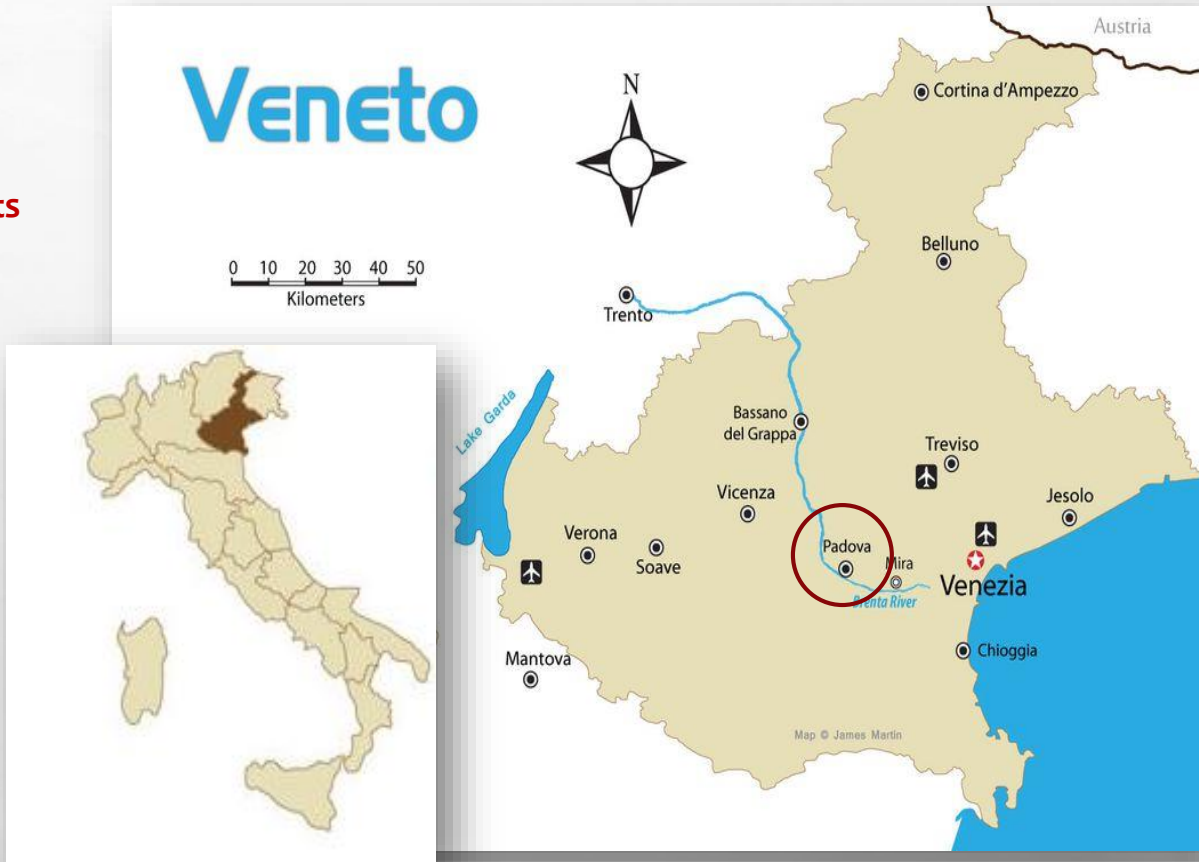 Austria
Veneto
N
Cortina d'Ampezzo
ts
Belluno
0 10 20 30 40 50
Kilometers
Trento
Lake Garda
Bassano
del Grappa
Treviso
Vicenza
Jesolo
Verona
Soave
Padova
Mira
Venezia
Brenta River
Chioggia
Mantova
Map © James Martin